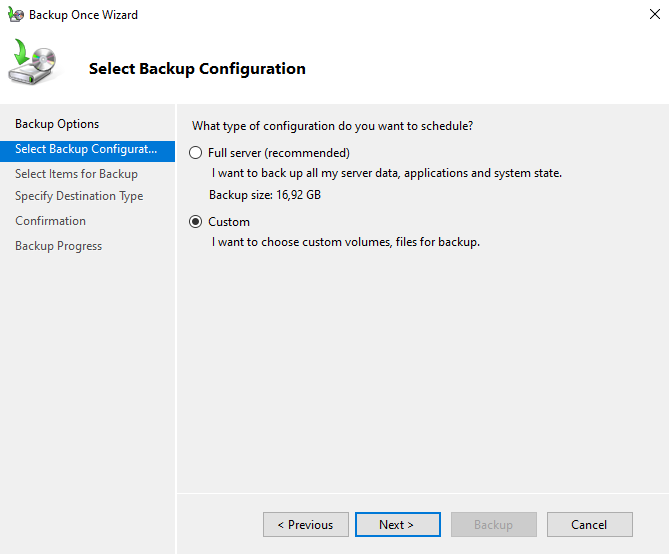 Backup Once Wizard
Select Backup Configuration
Backup Options
Select Backup Configurat...
Select Items for Backup
Specify Destination Type
Confirmation
Backup Progress
What type of configuration do you want to schedule?
Full server (recommended)
I want to back up all my server data, applications and system state.
Backup size: 16,92 GB
Custom
I want to choose custom volumes, files for backup.
< Previous
Next >
Backup
Cancel